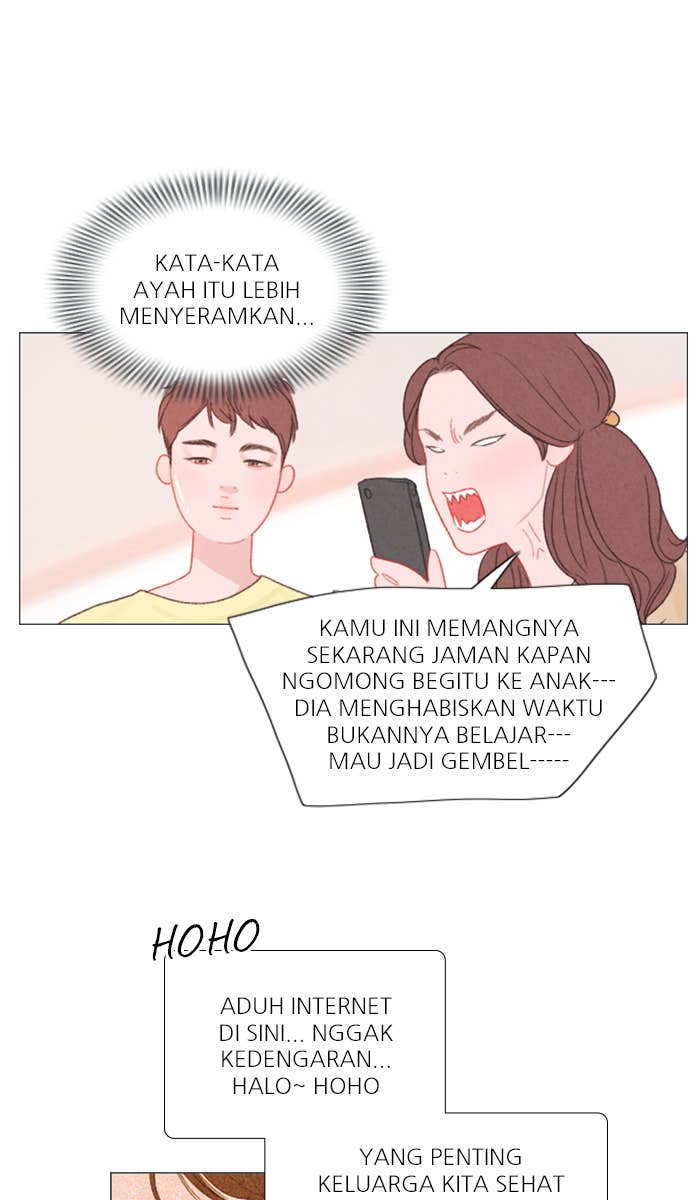 KATA-KATA
AYAH ITU LEBIH
MENYERAMKAN...
KAMU INI MEMANGNYA
SEKARANG JAMAN KAPAN
NGOMONG BEGITU KE ANAK---
DIA MENGHABISKAN WAKTU
BUKANNYA BELAJAR---
MAU JADI GEMBEL-----
HOHO
ADUH INTERNET
DI SINI... NGGAK
KEDENGARAN...
HALO~ HOHO
YANG PENTING
KELUARGA KITA SEHAT